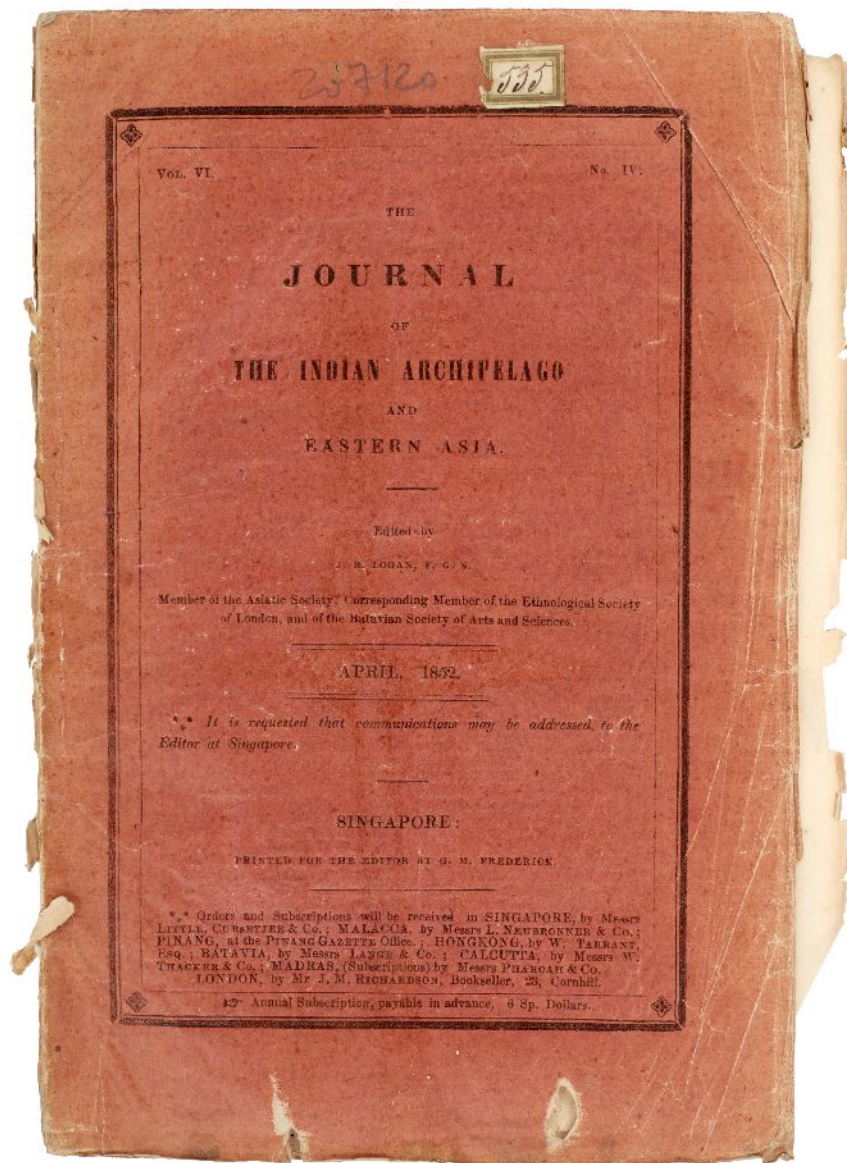 257120
535.
VOL. VI.
No. IV.
THE
JOURNAL
OF
THE INDIAN ARCHIPELAGO
AND
EASTERN ASIA.
Edited by
J. R. LOGAN, F. G. S.
Member of the Asiatic Society, Corresponding Member of the Ethnological Society
of London, and of the Batavian Society of Arts and Sciences.
APRIL, 1852.
*** It is requested that communications may be addressed to the
Editor at Singapore.
SINGAPORE:
PRINTED FOR THE EDITOR BY G. M. FREDERICK.
*** Orders and Subscriptions will be received in SINGAPORE, by Messrs
LITTLE, CURSETJEE & Co.; MALACCA, by Messrs L. NEUBRONNER & Co.;
PINANG, at the PINANG GAZETTE Office.; HONGKONG, by W. TARRANT,
ESQ.; BATAVIA, by Messrs LANGE & Co.; CALCUTTA, by Messrs W.
THACKER & Co.; MADRAS, (Subscriptions) by Messrs PHAROAH & Co.
LONDON, by Mr J. M. RICHARDSON, Bookseller, 23, Cornhill.
☞ Annual Subscription, payable in advance, 6 Sp. Dollars.